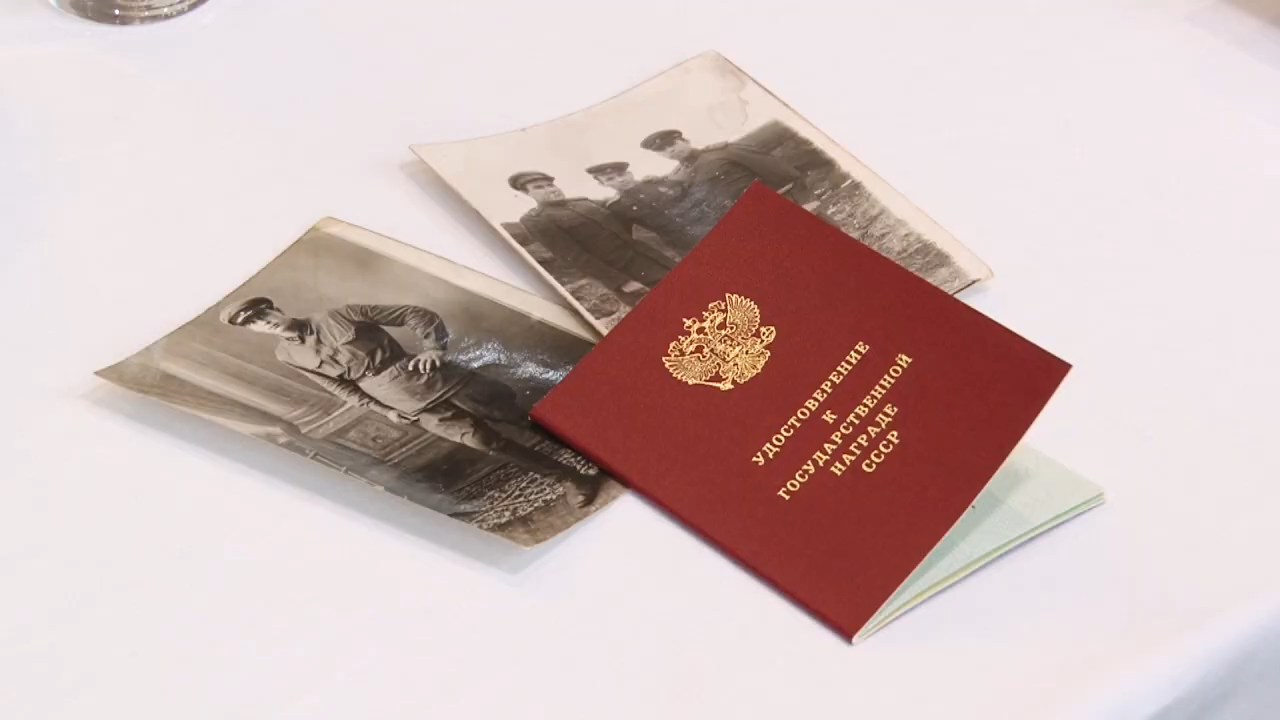 УДОСТОВЕРЕНИЕ
К
ГОСУДАРСТВЕННОЙ
НАГРАДЕ
СССР